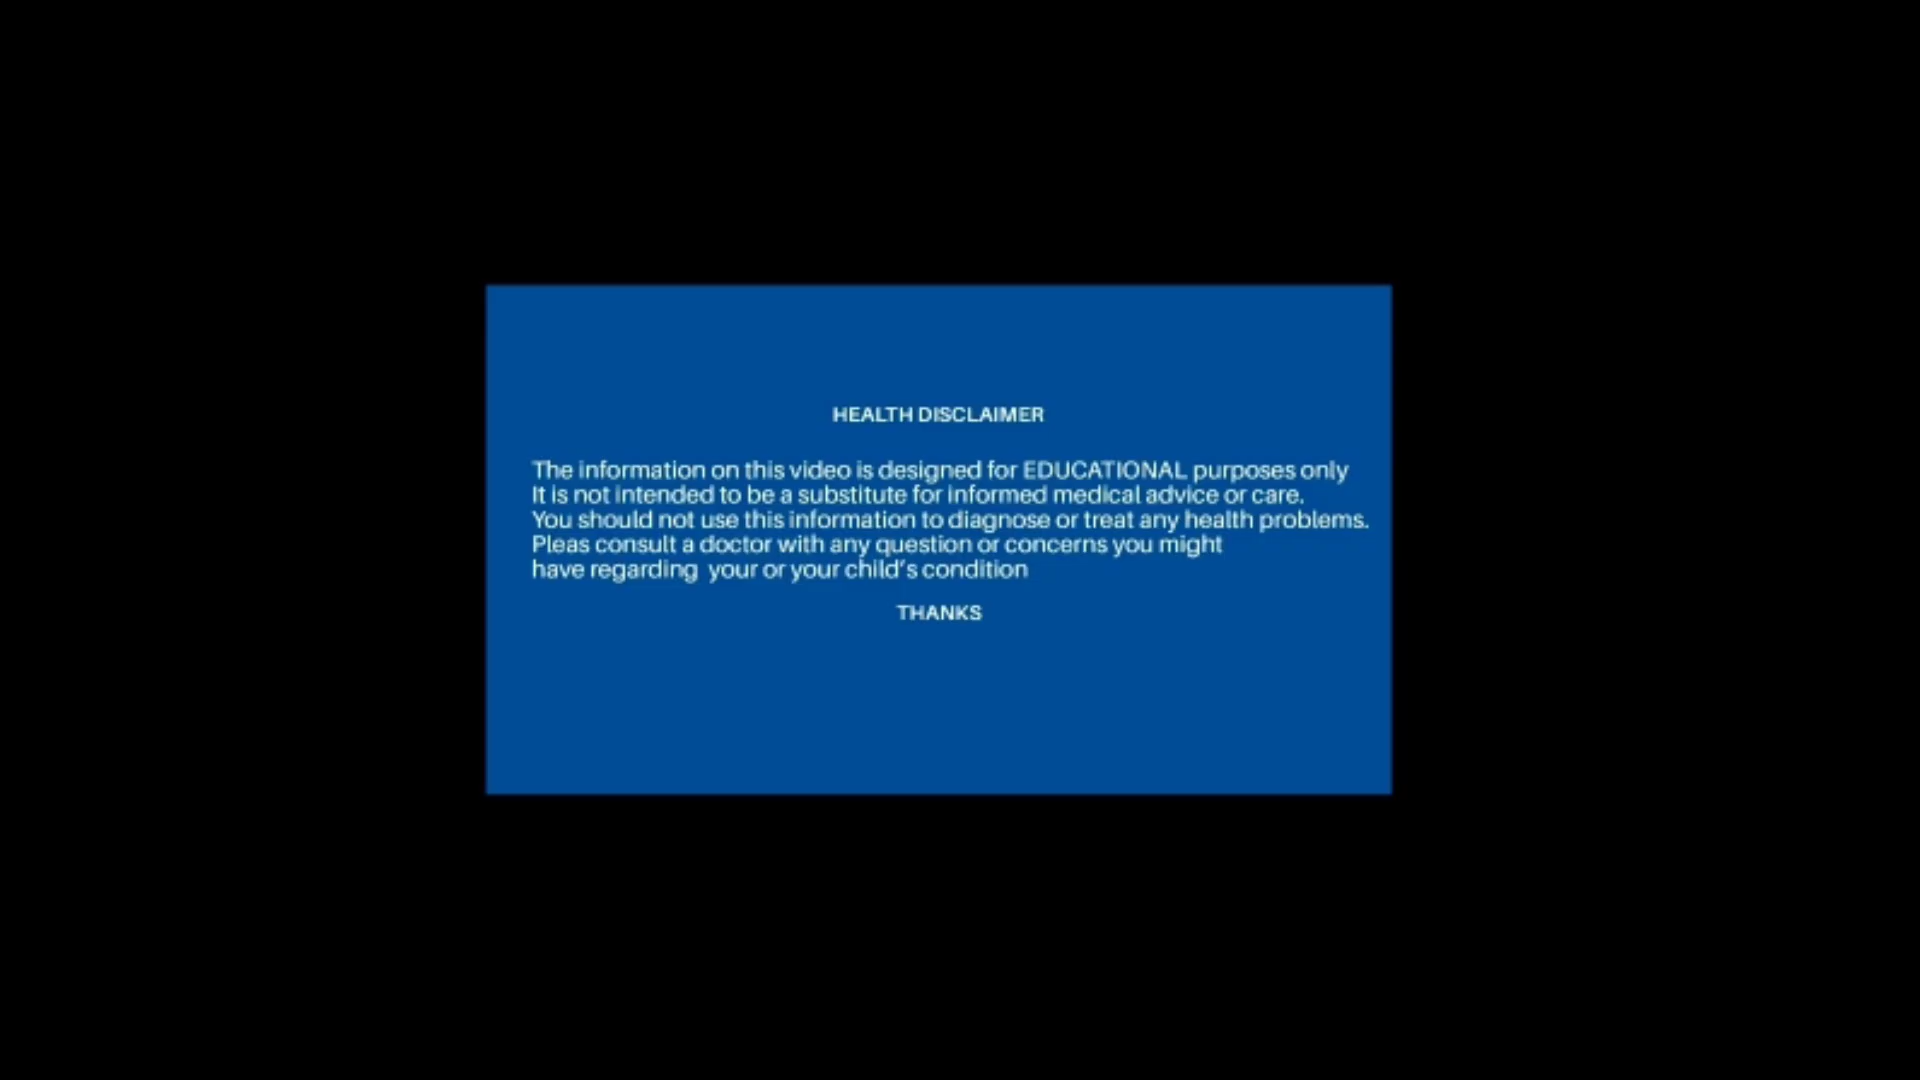 HEALTH DISCLAIMER
The information on this video is designed for EDUCATIONAL purposes only
It is not intended to be a substitute for informed medical advice or care.
You should not use this information to diagnose or treat any health problems.
Pleas consult a doctor with any question or concerns you might
have regarding  your or your child’s condition
THANKS